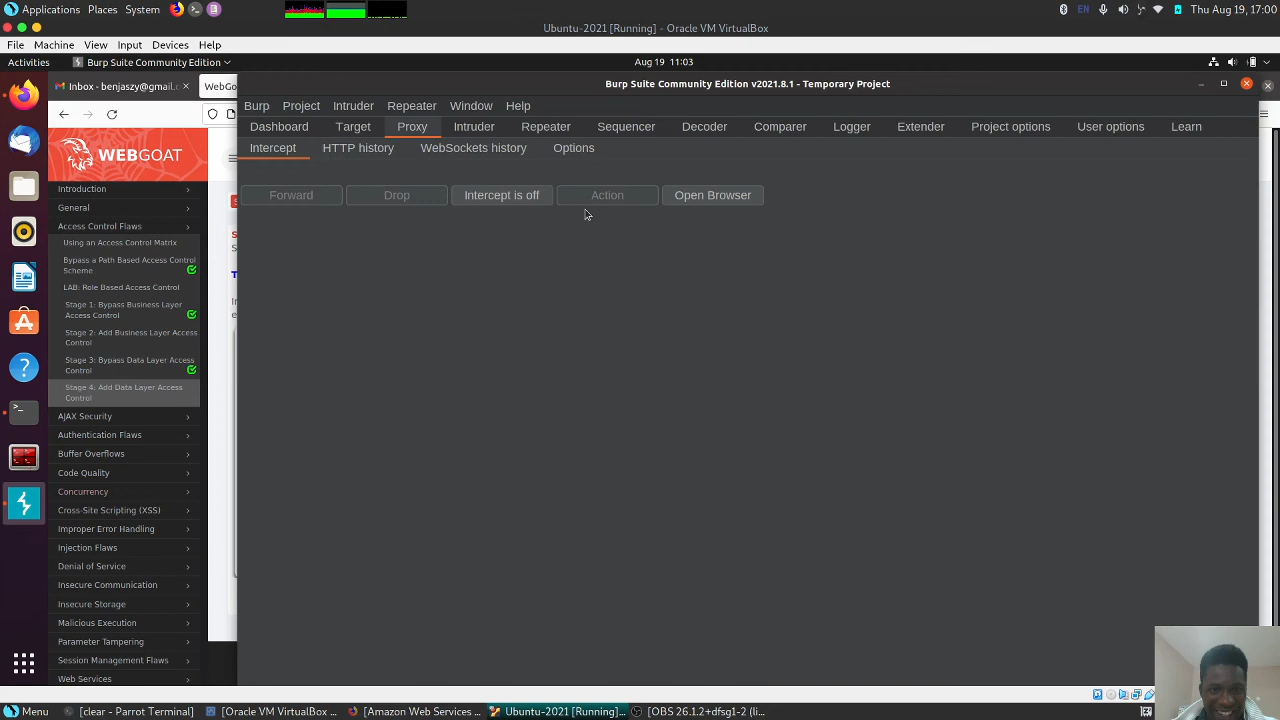 Applications Places System EN Thu Aug 19, 17:00
Ubuntu-2021 [Running] - Oracle VM VirtualBox
File Machine View Input Devices Help
Activities Burp Suite Community Edition Aug 19 11:03
Inbox - benjaszy@gmail.c WebGo Burp Suite Community Edition v2021.8.1 - Temporary Project
Burp Project Intruder Repeater Window Help
Dashboard Target Proxy Intruder Repeater Sequencer Decoder Comparer Logger Extender Project options User options Learn
Intercept HTTP history WebSockets history Options
WEBGOAT
Forward Drop Intercept is off Action Open Browser
Introduction
General
Access Control Flaws
Using an Access Control Matrix
Bypass a Path Based Access Control
Scheme
LAB: Role Based Access Control
Stage 1: Bypass Business Layer
Access Control
Stage 2: Add Business Layer Access
Control
Stage 3: Bypass Data Layer Access
Control
Stage 4: Add Data Layer Access
Control
AJAX Security
Authentication Flaws
Buffer Overflows
Code Quality
Concurrency
Cross-Site Scripting (XSS)
Improper Error Handling
Injection Flaws
Denial of Service
Insecure Communication
Insecure Storage
Malicious Execution
Parameter Tampering
Session Management Flaws
Web Services
Menu [clear - Parrot Terminal] [Oracle VM VirtualBox ... [Amazon Web Services ... Ubuntu-2021 [Running] ... [OBS 26.1.2+dfsg1-2 (li...